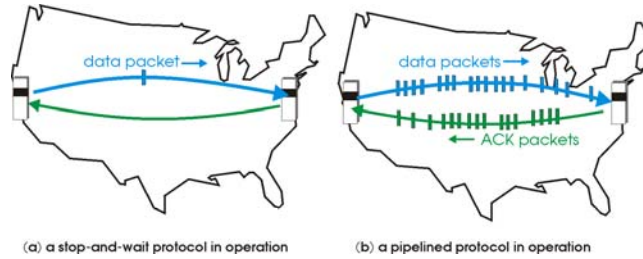 data packet
data packets
ACK packets
(a) a stop-and-wait protocol in operation
(b) a pipelined protocol in operation